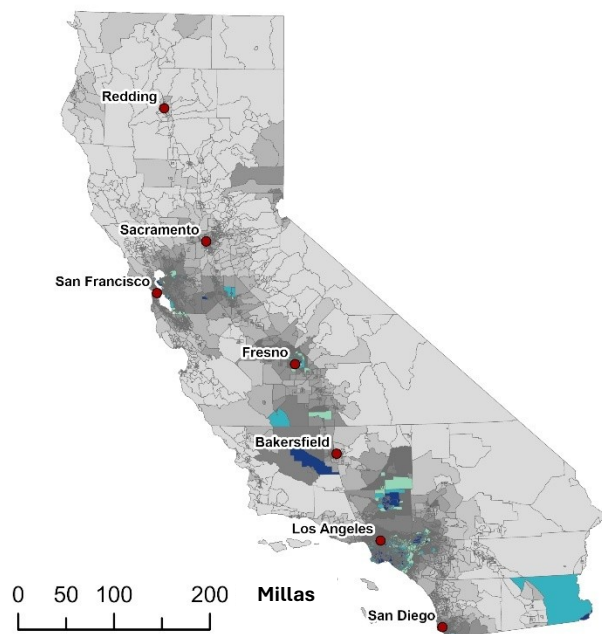 Redding
Sacramento
San Francisco
Fresno
Bakersfield
Los Angeles
0 50 100 200 Millas
San Diego